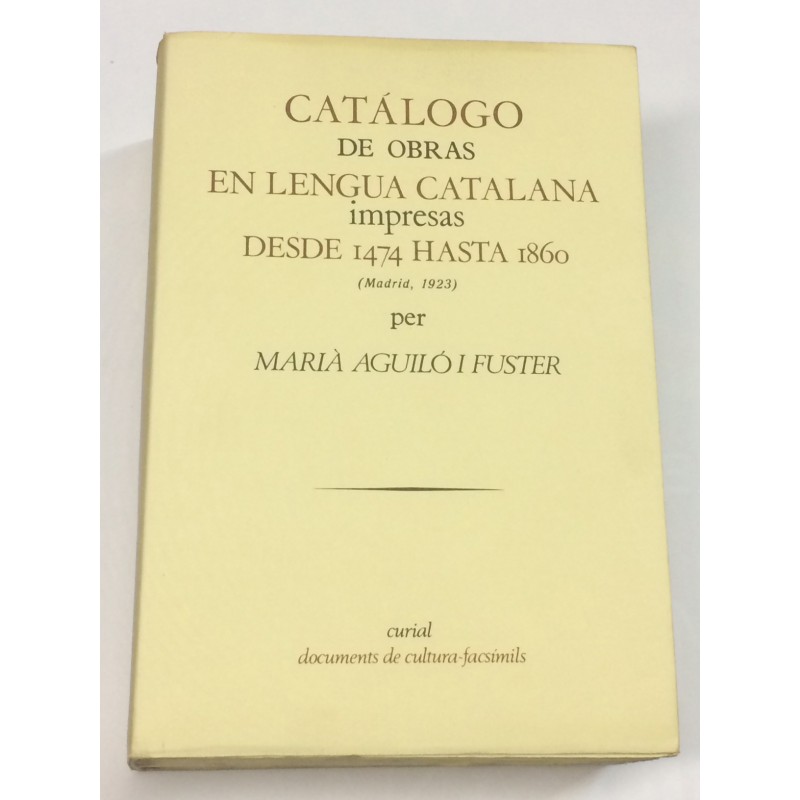 CATÁLOGO
DE OBRAS
EN LENGUA CATALANA
impresas
DESDE 1474 HASTA 1860
(Madrid, 1923)
per
MARIÀ AGUILÓ I FUSTER
curial
documents de cultura-facsímils